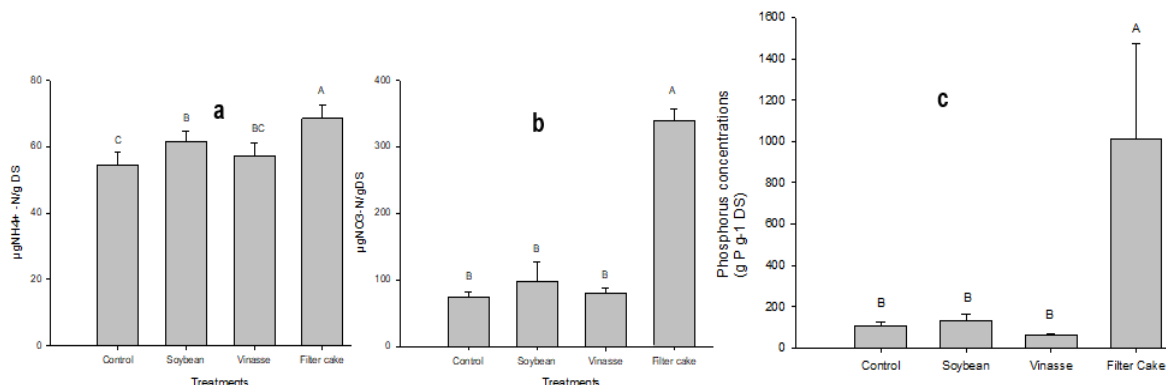 a
80
60
40
20
0
C
B
BC
A
µgNH4+ -N/g DS
Control Soybean Vinasse Filter cake
Treatments
b
400
300
200
100
0
B
B
B
A
µgNO3-N/gDS
Control Soybean Vinasse Filter cake
Treatments
c
1600
1400
1200
1000
800
600
400
200
0
B
B
B
A
Phosphorus concentrations
(g P g-1 DS)
Control Soybean Vinasse Filter Cake